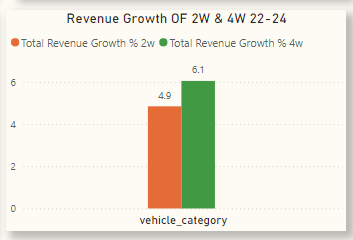 Revenue Growth OF 2W & 4W 22-24
Total Revenue Growth % 2w Total Revenue Growth % 4w
6.1
4.9
6
4
2
0
vehicle_category